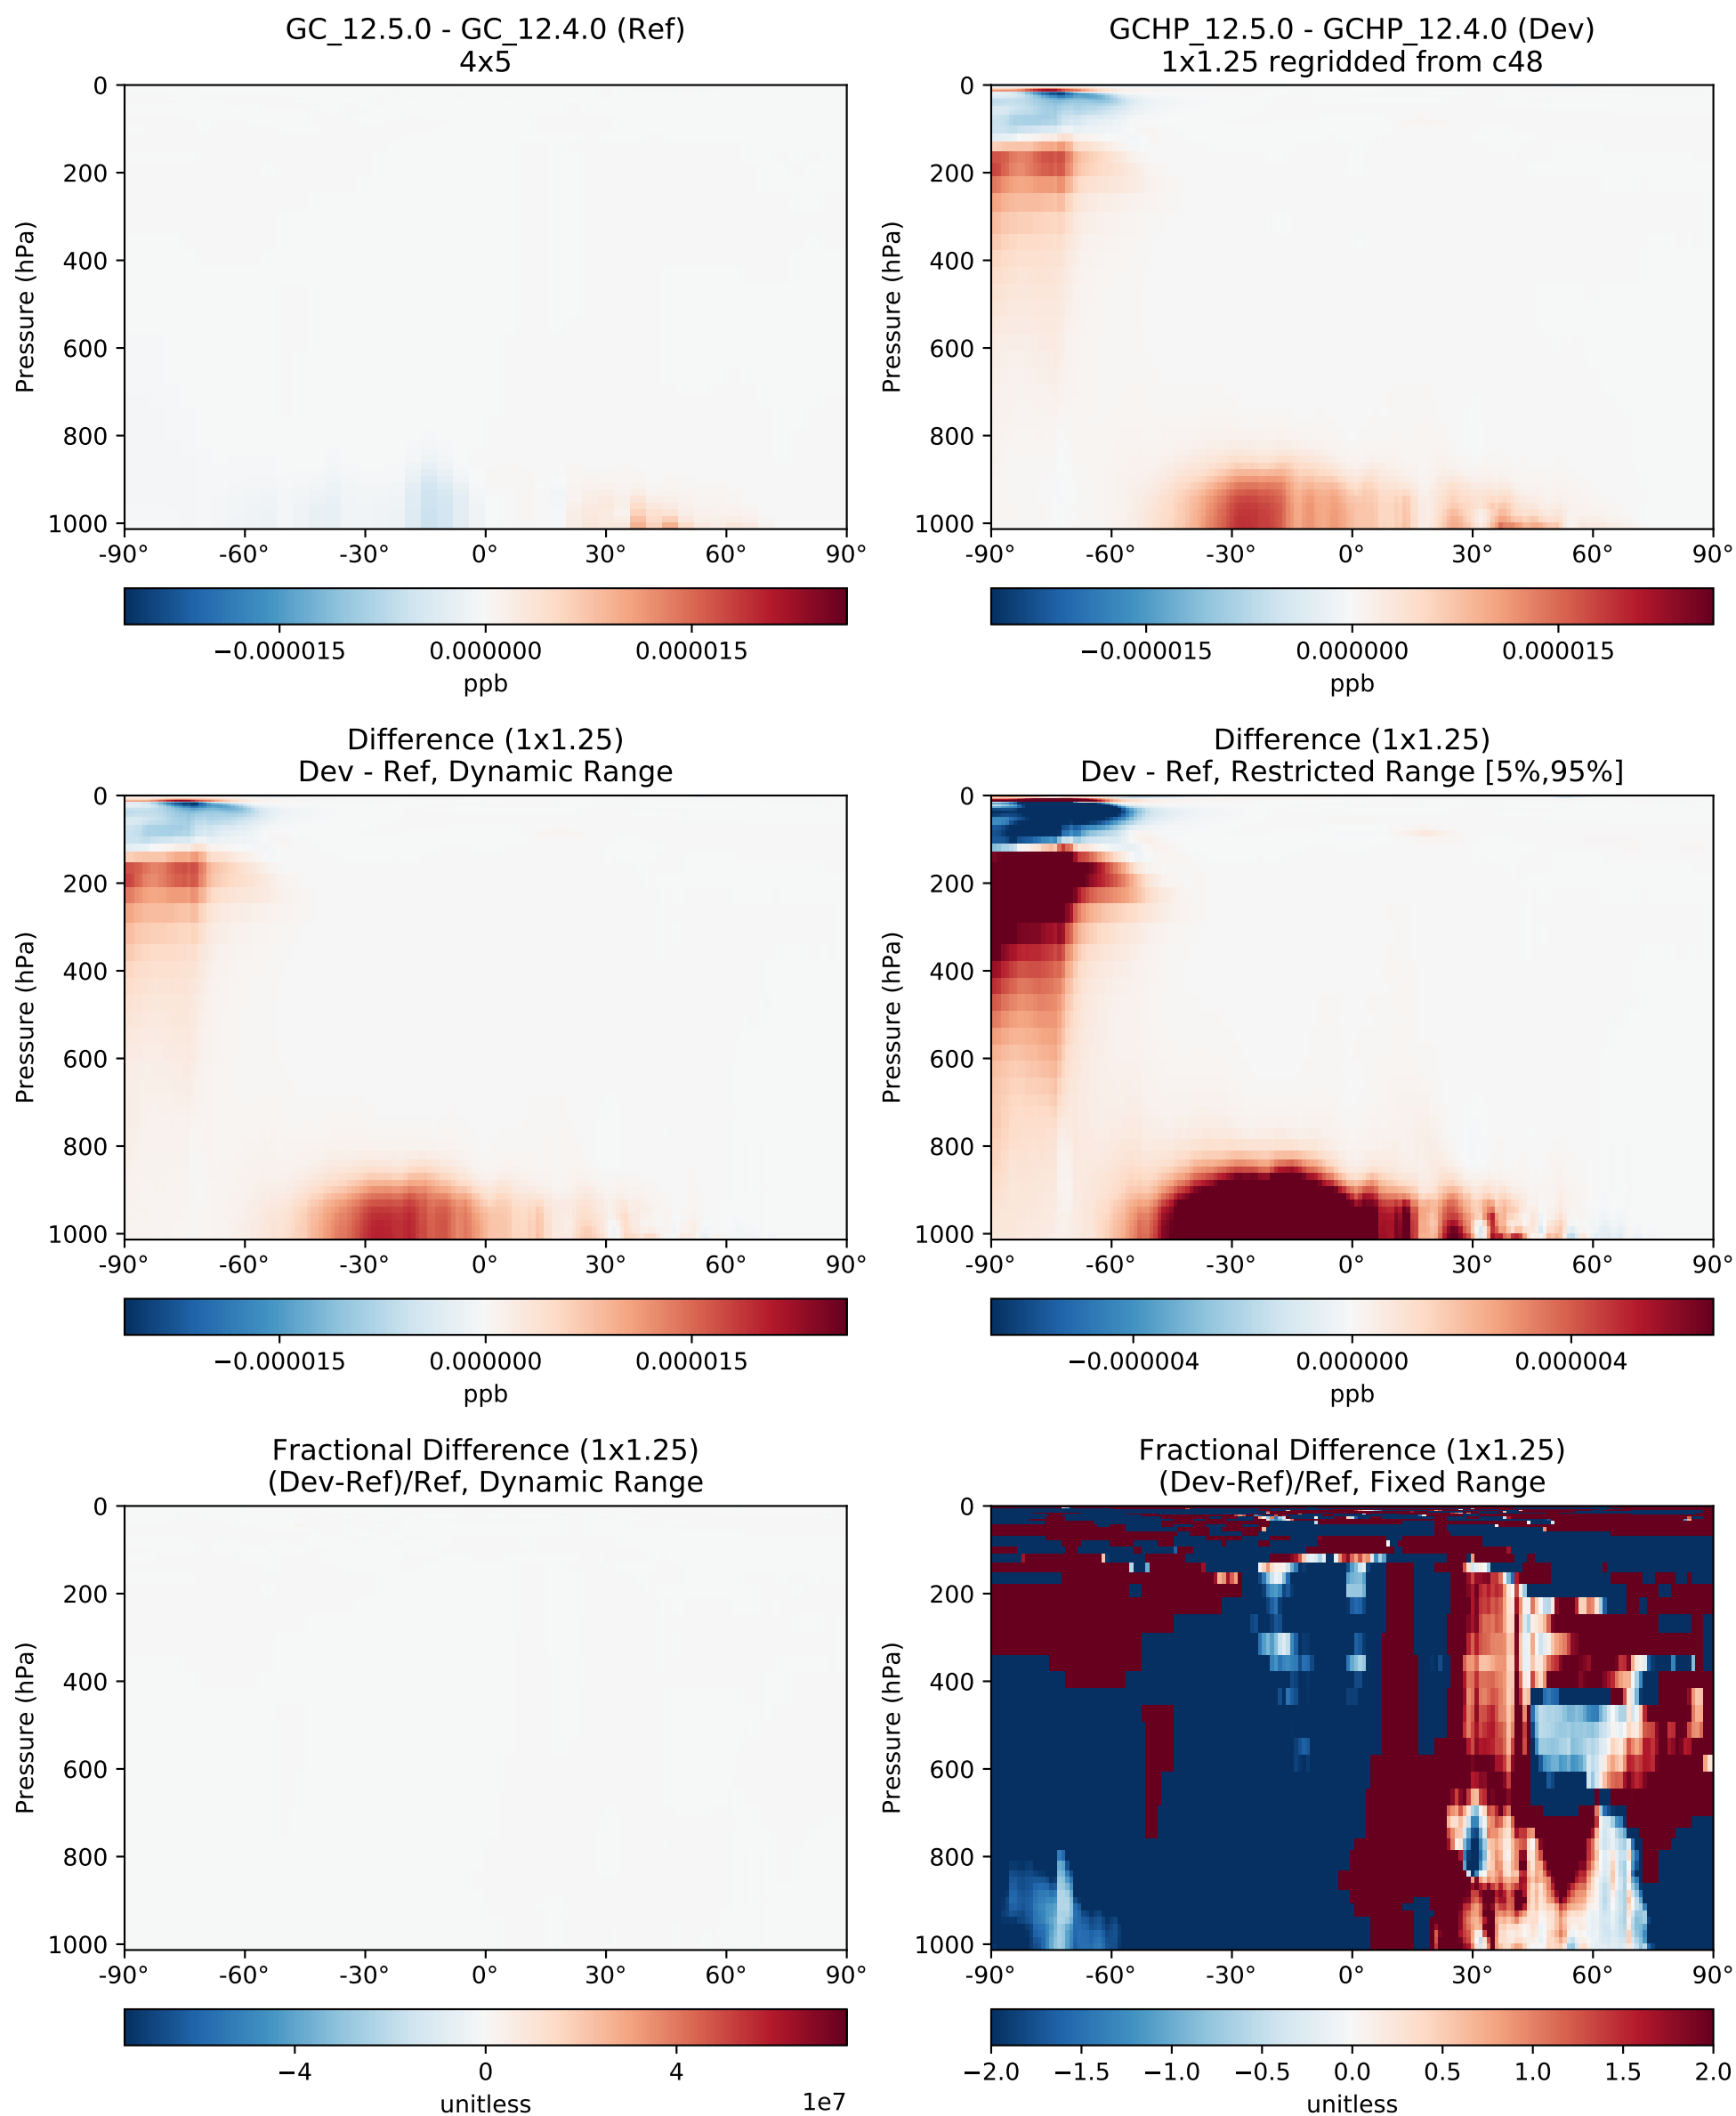 GC_12.5.0 - GC_12.4.0 (Ref)
4x5
GCHP_12.5.0 - GCHP_12.4.0 (Dev)
1x1.25 regridded from c48
Pressure (hPa)
0
200
400
600
800
1000
-90° -60° -30° 0° 30° 60° 90°
−0.000015 0.000000 0.000015
ppb
Pressure (hPa)
0
200
400
600
800
1000
-90° -60° -30° 0° 30° 60° 90°
−0.000015 0.000000 0.000015
ppb
Difference (1x1.25)
Dev - Ref, Dynamic Range
Pressure (hPa)
0
200
400
600
800
1000
-90° -60° -30° 0° 30° 60° 90°
−0.000015 0.000000 0.000015
ppb
Difference (1x1.25)
Dev - Ref, Restricted Range [5%,95%]
Pressure (hPa)
0
200
400
600
800
1000
-90° -60° -30° 0° 30° 60° 90°
−0.000004 0.000000 0.000004
ppb
Fractional Difference (1x1.25)
(Dev-Ref)/Ref, Dynamic Range
Pressure (hPa)
0
200
400
600
800
1000
-90° -60° -30° 0° 30° 60° 90°
−4 0 4
1e7
unitless
Fractional Difference (1x1.25)
(Dev-Ref)/Ref, Fixed Range
Pressure (hPa)
0
200
400
600
800
1000
-90° -60° -30° 0° 30° 60° 90°
−2.0 −1.5 −1.0 −0.5 0.0 0.5 1.0 1.5 2.0
unitless